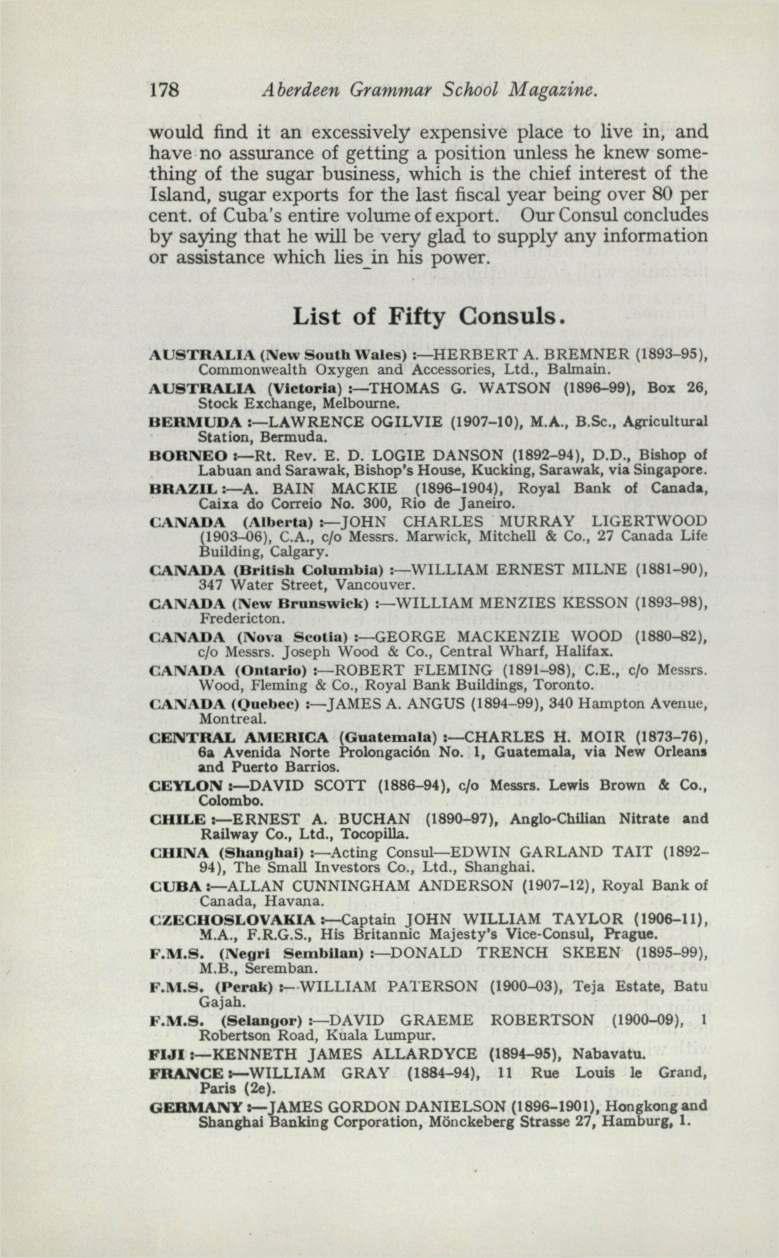 178 Aberdeen Grammar School Magazine.
would find it an excessively expensive place to live in, and
have no assurance of getting a position unless he knew some-
thing of the sugar business, which is the chief interest of the
Island, sugar exports for the last fiscal year being over 80 per
cent. of Cuba's entire volume of export. Our Consul concludes
by saying that he will be very glad to supply any information
or assistance which lies in his power.
List of Fifty Consuls.
AUSTRALIA (New South Wales) :—HERBERT A. BREMNER (1893–95),
Commonwealth Oxygen and Accessories, Ltd., Balmain.
AUSTRALIA (Victoria) :—THOMAS G. WATSON (1896–99), Box 26,
Stock Exchange, Melbourne.
BERMUDA :—LAWRENCE OGILVIE (1907–10), M.A., B.Sc., Agricultural
Station, Bermuda.
BORNEO :—Rt. Rev. E. D. LOGIE DANSON (1892–94), D.D., Bishop of
Labuan and Sarawak, Bishop's House, Kucking, Sarawak, via Singapore.
BRAZIL :—A. BAIN MACKIE (1896–1904), Royal Bank of Canada,
Caixa do Correio No. 300, Rio de Janeiro.
CANADA (Alberta) :—JOHN CHARLES MURRAY LIGERTWOOD
(1903–06), C.A., c/o Messrs. Marwick, Mitchell & Co., 27 Canada Life
Building, Calgary.
CANADA (British Columbia) :—WILLIAM ERNEST MILNE (1881–90),
347 Water Street, Vancouver.
CANADA (New Brunswick) :—WILLIAM MENZIES KESSON (1893–98),
Fredericton.
CANADA (Nova Scotia) :—GEORGE MACKENZIE WOOD (1880–82),
c/o Messrs. Joseph Wood & Co., Central Wharf, Halifax.
CANADA (Ontario) :—ROBERT FLEMING (1891–98), C.E., c/o Messrs.
Wood, Fleming & Co., Royal Bank Buildings, Toronto.
CANADA (Quebec) :—JAMES A. ANGUS (1894–99), 340 Hampton Avenue,
Montreal.
CENTRAL AMERICA (Guatemala) :—CHARLES H. MOIR (1873–76),
6a Avenida Norte Prolongación No. 1, Guatemala, via New Orleans
and Puerto Barrios.
CEYLON :—DAVID SCOTT (1886–94), c/o Messrs. Lewis Brown & Co.,
Colombo.
CHILE :—ERNEST A. BUCHAN (1890–97), Anglo-Chilian Nitrate and
Railway Co., Ltd., Tocopilla.
CHINA (Shanghai) :—Acting Consul—EDWIN GARLAND TAIT (1892–
94), The Small Investors Co., Ltd., Shanghai.
CUBA :—ALLAN CUNNINGHAM ANDERSON (1907–12), Royal Bank of
Canada, Havana.
CZECHOSLOVAKIA :—Captain JOHN WILLIAM TAYLOR (1906–11),
M.A., F.R.G.S., His Britannic Majesty's Vice-Consul, Prague.
F.M.S. (Negri Sembilan) :—DONALD TRENCH SKEEN (1895–99),
M.B., Seremban.
F.M.S. (Perak) :—WILLIAM PATERSON (1900–03), Teja Estate, Batu
Gajah.
F.M.S. (Selangor) :—DAVID GRAEME ROBERTSON (1900–09), 1
Robertson Road, Kuala Lumpur.
FIJI :—KENNETH JAMES ALLARDYCE (1894–95), Nabavatu.
FRANCE :—WILLIAM GRAY (1884–94), 11 Rue Louis le Grand,
Paris (2e).
GERMANY :—JAMES GORDON DANIELSON (1896–1901), Hongkong and
Shanghai Banking Corporation, Mönckeberg Strasse 27, Hamburg, 1.